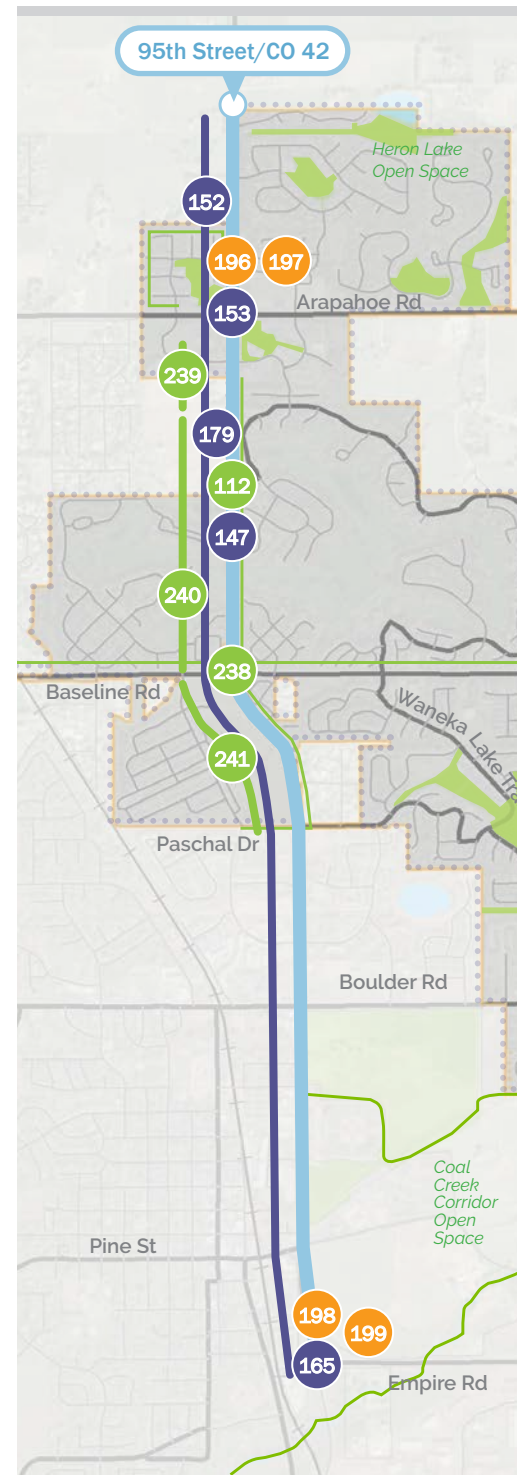 95th Street/CO 42
Heron Lake
Open Space
152
196
197
Arapahoe Rd
153
239
179
112
147
240
238
Baseline Rd
Waneka Lake Tra
241
Paschal Dr
Boulder Rd
Coal
Creek
Corridor
Open
Space
Pine St
198
199
165
Empire Rd